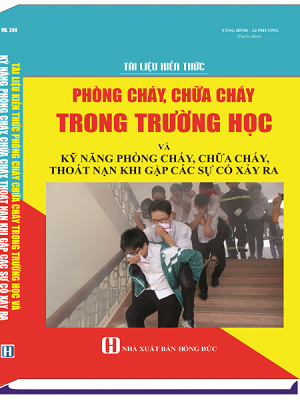 VN. 244
TÀI LIỆU KIẾN THỨC PHÒNG CHÁY CHỮA CHÁY TRONG TRƯỜNG HỌC VÀ
KỸ NĂNG PHÒNG CHÁY, CHỮA CHÁY, THOÁT NẠN KHI GẶP CÁC SỰ CỐ XẢY RA
TĂNG BÌNH - ÁI PHƯƠNG
(Tuyển chọn)
TÀI LIỆU KIẾN THỨC
PHÒNG CHÁY, CHỮA CHÁY
TRONG TRƯỜNG HỌC
VÀ
KỸ NĂNG PHÒNG CHÁY, CHỮA CHÁY,
THOÁT NẠN KHI GẶP CÁC SỰ CỐ XẢY RA
NHÀ XUẤT BẢN HỒNG ĐỨC